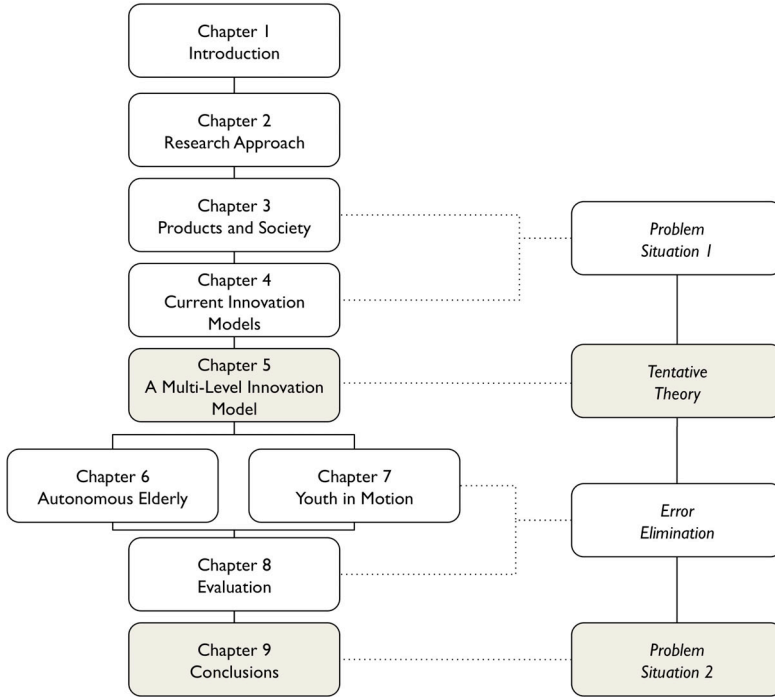 Chapter 1
Introduction
Chapter 2
Research Approach
Chapter 3
Products and Society
Chapter 4
Current Innovation
Models
Chapter 5
A Multi-Level Innovation
Model
Chapter 6
Autonomous Elderly
Chapter 7
Youth in Motion
Chapter 8
Evaluation
Chapter 9
Conclusions
Problem
Situation 1
Tentative
Theory
Error
Elimination
Problem
Situation 2